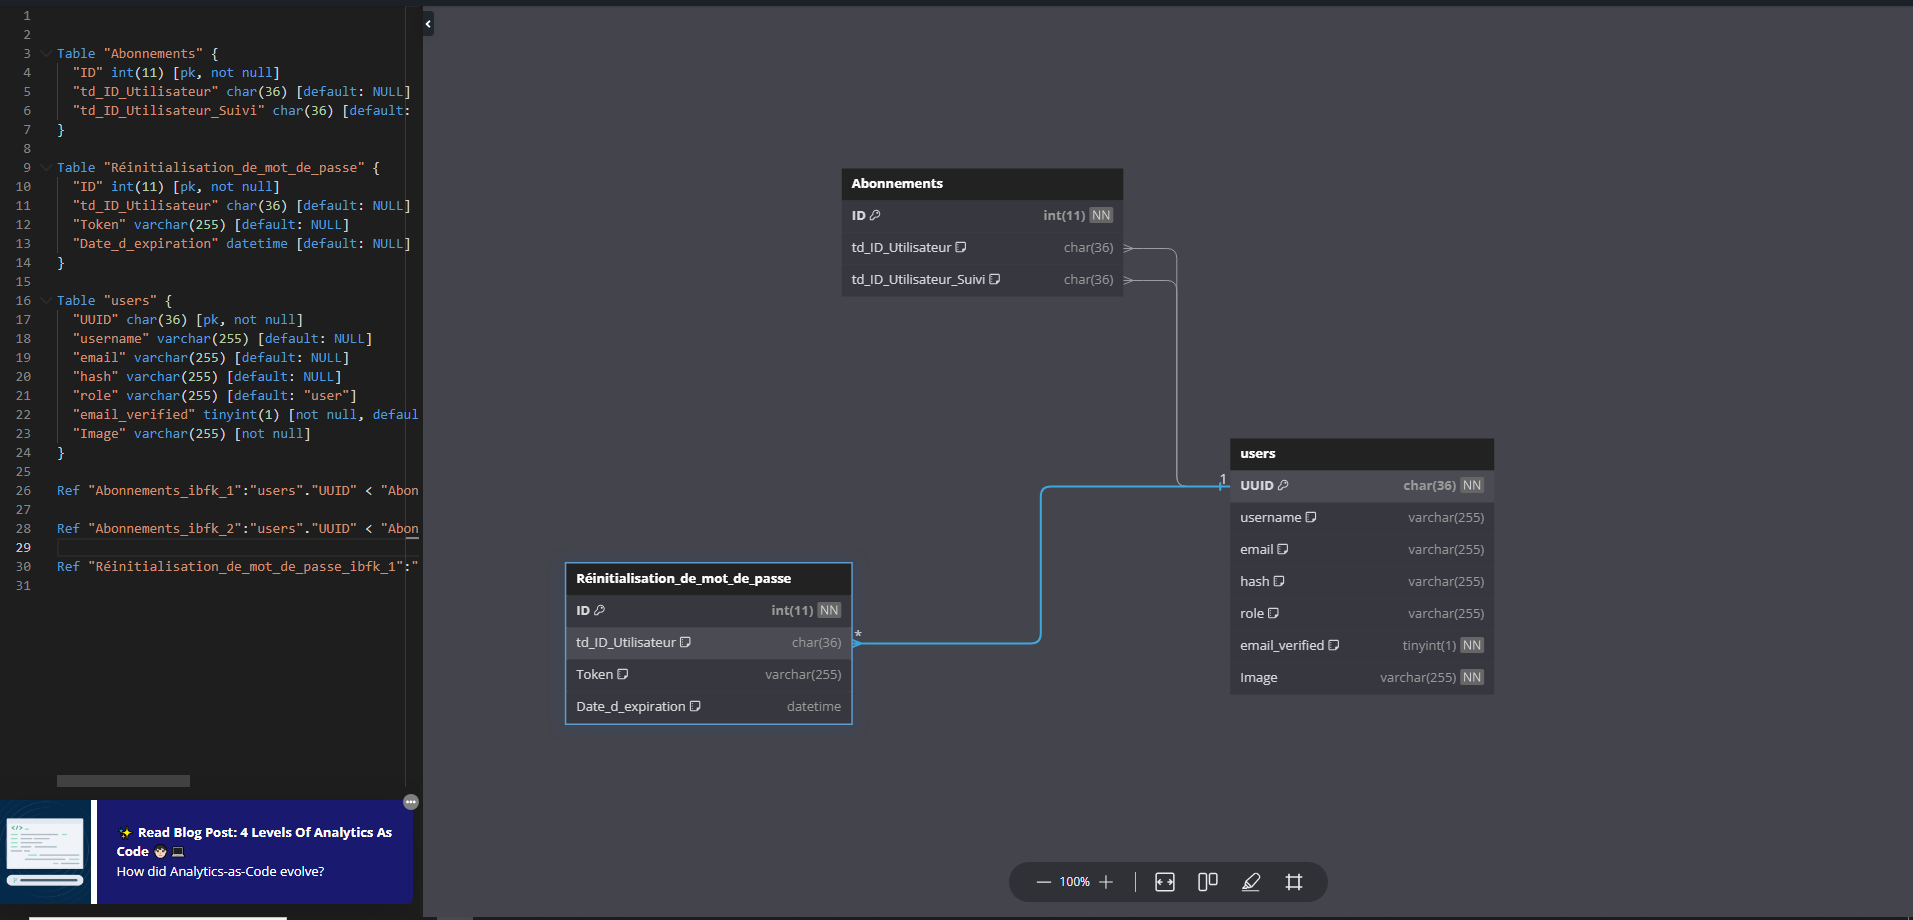 1
2
3 Table "Abonnements" {
4 "ID" int(11) [pk, not null]
5 "td_ID_Utilisateur" char(36) [default: NULL]
6 "td_ID_Utilisateur_Suivi" char(36) [default:
7 }
8
9 Table "Réinitialisation_de_mot_de_passe" {
10 "ID" int(11) [pk, not null]
11 "td_ID_Utilisateur" char(36) [default: NULL]
12 "Token" varchar(255) [default: NULL]
13 "Date_d_expiration" datetime [default: NULL]
14 }
15
16 Table "users" {
17 "UUID" char(36) [pk, not null]
18 "username" varchar(255) [default: NULL]
19 "email" varchar(255) [default: NULL]
20 "hash" varchar(255) [default: NULL]
21 "role" varchar(255) [default: "user"]
22 "email_verified" tinyint(1) [not null, defaul
23 "Image" varchar(255) [not null]
24 }
25
26 Ref "Abonnements_ibfk_1":"users"."UUID" < "Abon
27
28 Ref "Abonnements_ibfk_2":"users"."UUID" < "Abon
29
30 Ref "Réinitialisation_de_mot_de_passe_ibfk_1":"
31
✨ Read Blog Post: 4 Levels Of Analytics As
Code 🧑🏻‍💻
How did Analytics-as-Code evolve?
Abonnements
ID int(11) NN
td_ID_Utilisateur char(36)
td_ID_Utilisateur_Suivi char(36)
Réinitialisation_de_mot_de_passe
ID int(11) NN
td_ID_Utilisateur char(36) *
Token varchar(255)
Date_d_expiration datetime
users
1 UUID char(36) NN
username varchar(255)
email varchar(255)
hash varchar(255)
role varchar(255)
email_verified tinyint(1) NN
Image varchar(255) NN
100%